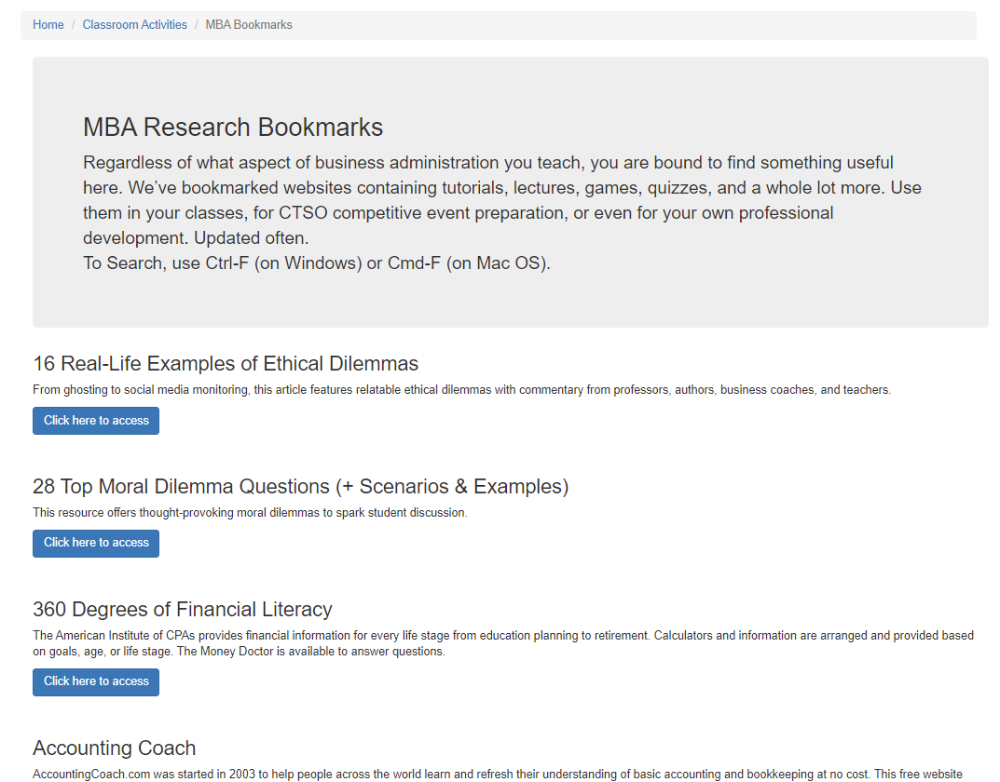 Home / Classroom Activities / MBA Bookmarks
MBA Research Bookmarks
Regardless of what aspect of business administration you teach, you are bound to find something useful
here. We’ve bookmarked websites containing tutorials, lectures, games, quizzes, and a whole lot more. Use
them in your classes, for CTSO competitive event preparation, or even for your own professional
development. Updated often.
To Search, use Ctrl-F (on Windows) or Cmd-F (on Mac OS).
16 Real-Life Examples of Ethical Dilemmas
From ghosting to social media monitoring, this article features relatable ethical dilemmas with commentary from professors, authors, business coaches, and teachers.
Click here to access
28 Top Moral Dilemma Questions (+ Scenarios & Examples)
This resource offers thought-provoking moral dilemmas to spark student discussion.
Click here to access
360 Degrees of Financial Literacy
The American Institute of CPAs provides financial information for every life stage from education planning to retirement. Calculators and information are arranged and provided based
on goals, age, or life stage. The Money Doctor is available to answer questions.
Click here to access
Accounting Coach
AccountingCoach.com was started in 2003 to help people across the world learn and refresh their understanding of basic accounting and bookkeeping at no cost. This free website